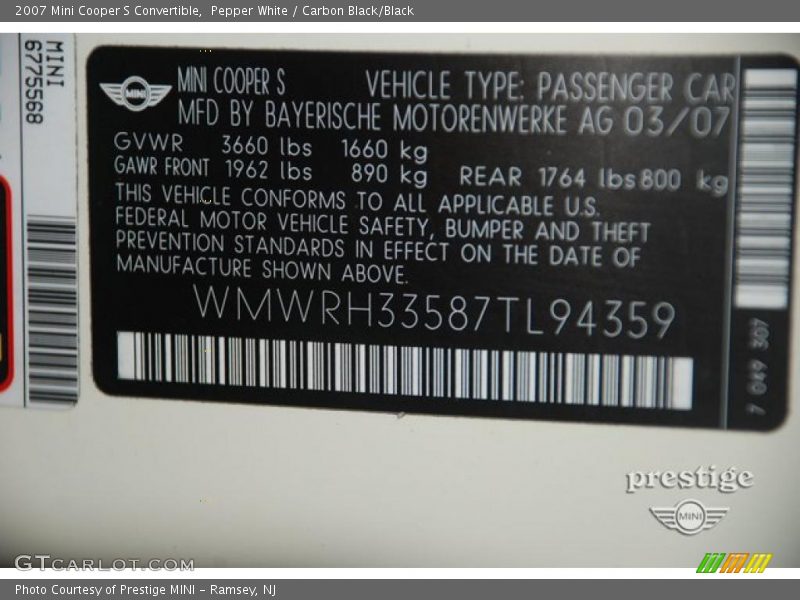 2007 Mini Cooper S Convertible,  Pepper White / Carbon Black/Black
MINI
6775568
MINI
MINI COOPER S
VEHICLE TYPE: PASSENGER CAR
MFD BY BAYERISCHE MOTORENWERKE AG 03/07
GVWR 3660 lbs 1660 kg
GAWR FRONT 1962 lbs 890 kg REAR 1764 lbs 800 kg
THIS VEHICLE CONFORMS TO ALL APPLICABLE U.S.
FEDERAL MOTOR VEHICLE SAFETY, BUMPER AND THEFT
PREVENTION STANDARDS IN EFFECT ON THE DATE OF
MANUFACTURE SHOWN ABOVE.
WMWRH33587TL94359
7 049 307
prestige
MINI
GTCARLOT.COM
Photo Courtesy of Prestige MINI - Ramsey, NJ